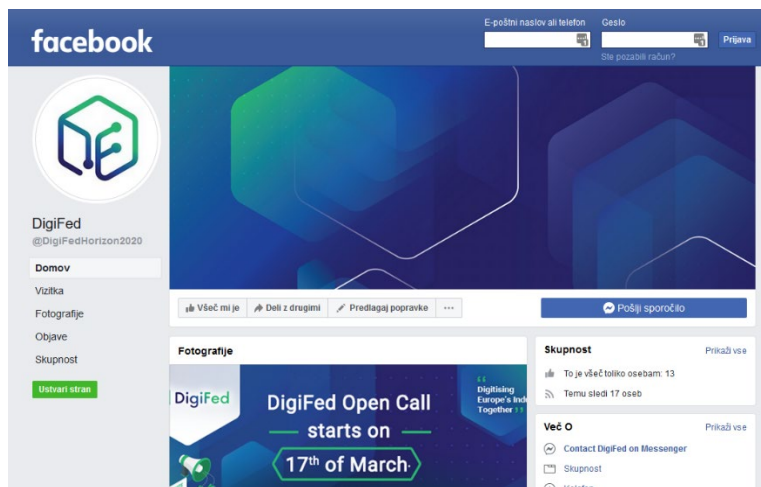 facebook
E-poštni naslov ali telefon
Geslo
Prijava
Ste pozabili račun?
DigiFed
@DigiFedHorizon2020
Domov
Vizitka
Fotografije
Objave
Skupnost
Ustvari stran
Všeč mi je
Deli z drugimi
Predlagaj popravke
...
Pošlji sporočilo
Fotografije
DigiFed
DigiFed Open Call
starts on
17th of March
Digitising
Europe's
Together
Skupnost
Prikaži vse
To je všeč toliko osebam: 13
Temu sledi 17 oseb
Več O
Prikaži vse
Contact DigiFed on Messenger
Skupnost